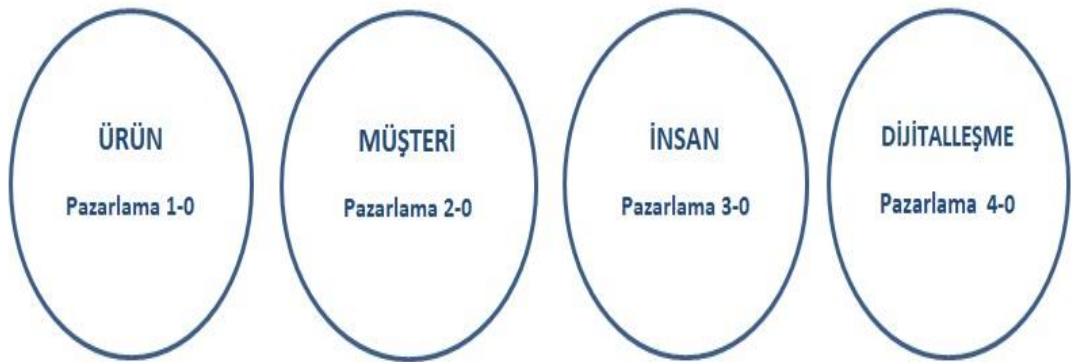 ÜRÜN
Pazarlama 1-0
MÜŞTERİ
Pazarlama 2-0
İNSAN
Pazarlama 3-0
DİJİTALLEŞME
Pazarlama 4-0